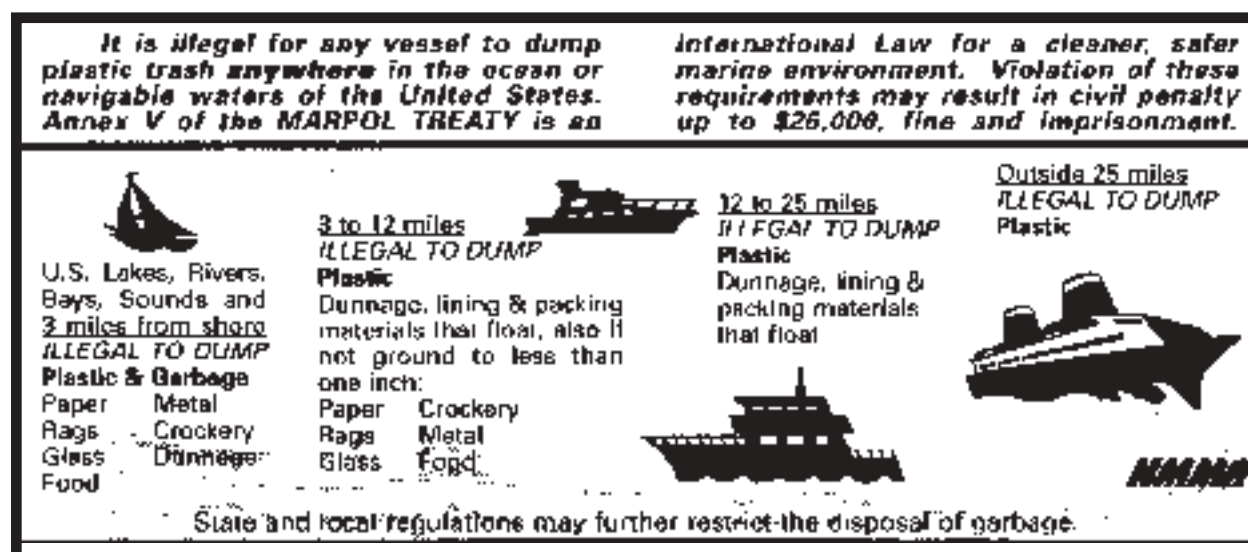 It is illegal for any vessel to dump
plastic trash anywhere in the ocean or
navigable waters of the United States.
Annex V of the MARPOL TREATY is an
International Law for a cleaner, safer
marine environment. Violation of these
requirements may result in civil penalty
up to $25,000, fine and imprisonment.
U.S. Lakes, Rivers,
Bays, Sounds and
3 miles from shore
ILLEGAL TO DUMP
Plastic & Garbage
Paper Metal
Rags Crockery
Glass Dunnage
Food
3 to 12 miles
ILLEGAL TO DUMP
Plastic
Dunnage, lining & packing
materials that float, also if
not ground to less than
one inch:
Paper Crockery
Rags Metal
Glass Food
12 to 25 miles
ILLEGAL TO DUMP
Plastic
Dunnage, lining &
packing materials
that float
Outside 25 miles
ILLEGAL TO DUMP
Plastic
State and local regulations may further restrict the disposal of garbage.